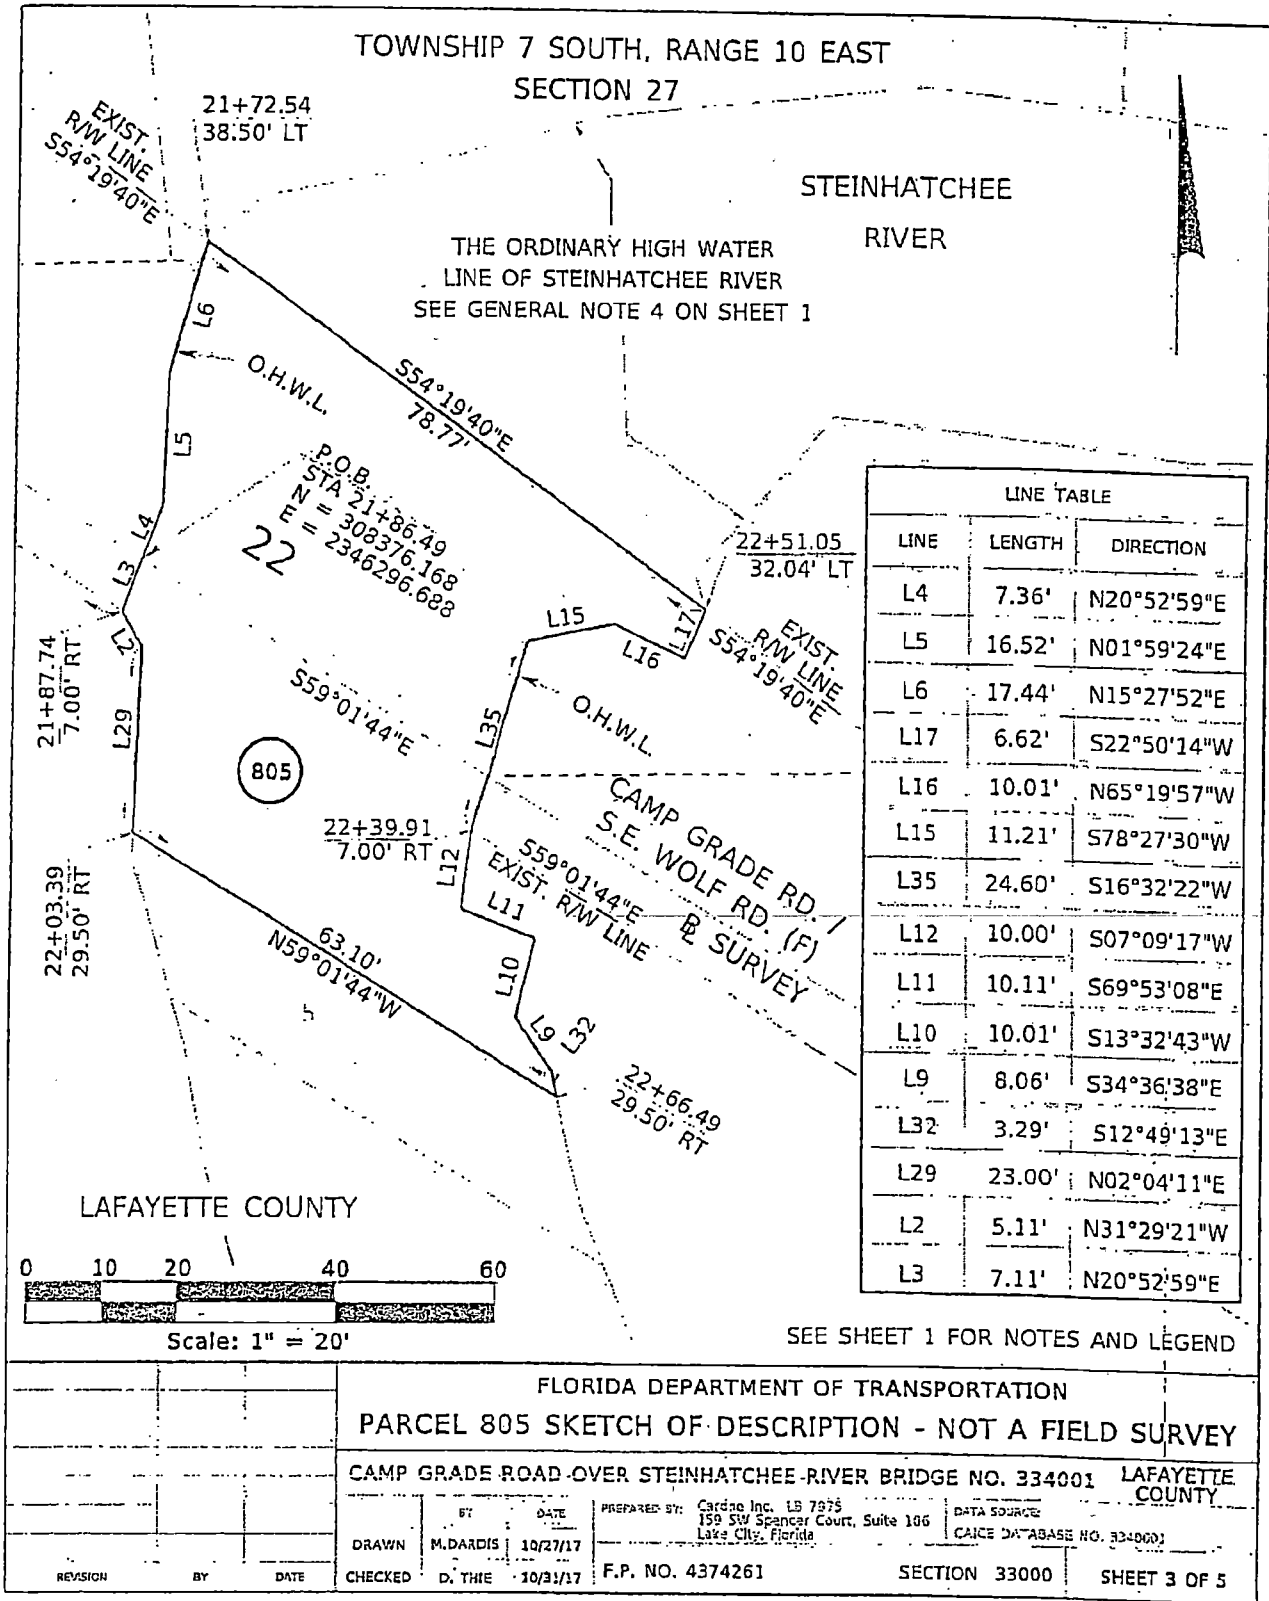 TOWNSHIP 7 SOUTH, RANGE 10 EAST
SECTION 27
21+72.54
38.50' LT
EXIST.
R/W LINE
S54°19'40"E
STEINHATCHEE
RIVER
THE ORDINARY HIGH WATER
LINE OF STEINHATCHEE RIVER
SEE GENERAL NOTE 4 ON SHEET 1
L6
O.H.W.L.
S54°19'40"E
78.77'
L5
P.O.B.
STA 21+86.49
N = 308376.168
E = 2346296.688
22
L4
L3
L2
22+51.05
32.04' LT
L15
L16
L17
EXIST.
R/W LINE
S54°19'40"E
21+87.74
7.00' RT
L29
S59°01'44"E
L35
O.H.W.L.
805
22+39.91
7.00' RT
CAMP GRADE RD. /
S.E. WOLF RD. (F)
BL SURVEY
S59°01'44"E
EXIST. R/W LINE
L12
L11
22+03.39
29.50' RT
63.10'
N59°01'44"W
L10
L9
L32
22+66.49
29.50' RT
LINE TABLE
LINE LENGTH DIRECTION
L4 7.36' N20°52'59"E
L5 16.52' N01°59'24"E
L6 17.44' N15°27'52"E
L17 6.62' S22°50'14"W
L16 10.01' N65°19'57"W
L15 11.21' S78°27'30"W
L35 24.60' S16°32'22"W
L12 10.00' S07°09'17"W
L11 10.11' S69°53'08"E
L10 10.01' S13°32'43"W
L9 8.06' S34°36'38"E
L32 3.29' S12°49'13"E
L29 23.00' N02°04'11"E
L2 5.11' N31°29'21"W
L3 7.11' N20°52'59"E
LAFAYETTE COUNTY
0 10 20 40 60
Scale: 1" = 20'
SEE SHEET 1 FOR NOTES AND LEGEND
FLORIDA DEPARTMENT OF TRANSPORTATION
PARCEL 805 SKETCH OF DESCRIPTION - NOT A FIELD SURVEY
CAMP GRADE ROAD OVER STEINHATCHEE RIVER BRIDGE NO. 334001
LAFAYETTE
COUNTY
BY DATE
DRAWN M.DARDIS 10/27/17
CHECKED D. THIE 10/31/17
PREPARED BY: Cardno Inc. LB 7975
159 SW Spencer Court, Suite 106
Lake City, Florida
DATA SOURCE:
CAICE DATABASE NO. 3340001
REVISION BY DATE
F.P. NO. 4374261
SECTION 33000
SHEET 3 OF 5